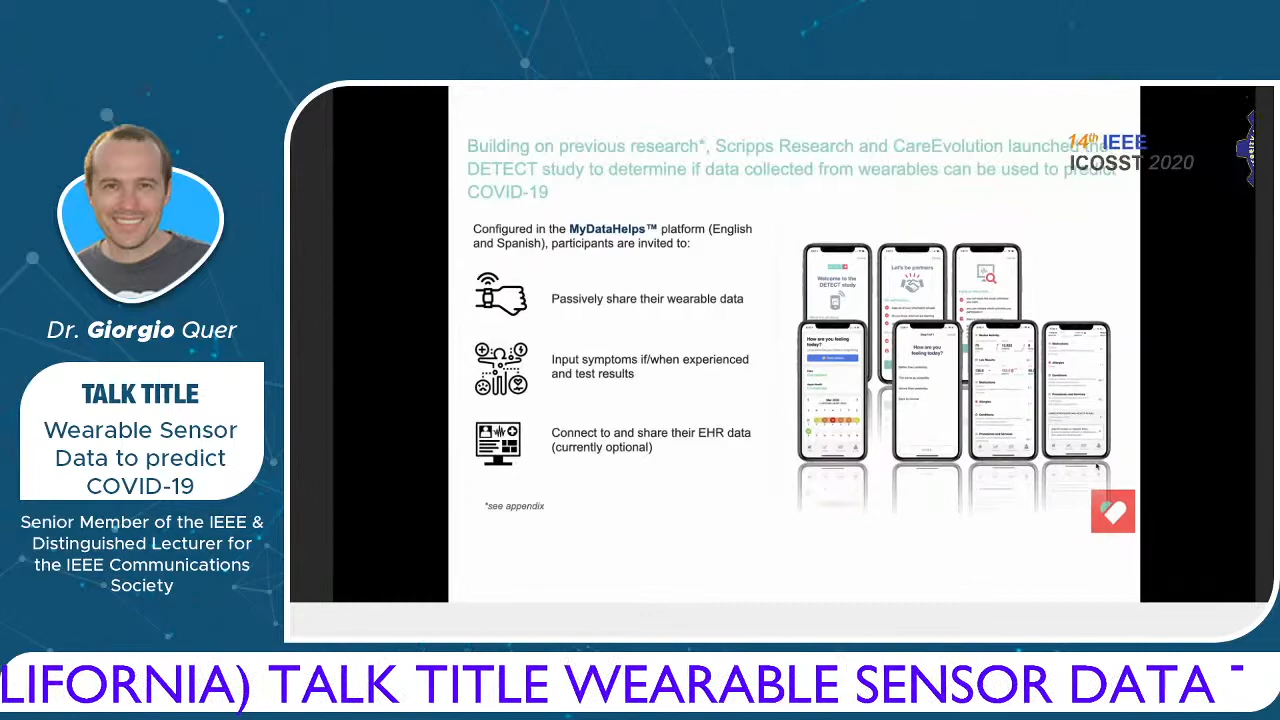 Dr. Giorgio Quer
TALK TITLE
Wearable Sensor
Data to predict
COVID-19
Senior Member of the IEEE &
Distinguished Lecturer for
the IEEE Communications
Society
14th IEEE
ICOSST 2020
Building on previous research*, Scripps Research and CareEvolution launched the
DETECT study to determine if data collected from wearables can be used to predict
COVID-19
Configured in the MyDataHelps™ platform (English
and Spanish), participants are invited to:
Passively share their wearable data
Input symptoms if/when experienced
and test results
Connect to and share their EHR data
(currently optional)
*see appendix
Welcome to the
DETECT study
Let's be partners
How are you feeling
today?
How are you
feeling today?
LIFORNIA) TALK TITLE WEARABLE SENSOR DATA